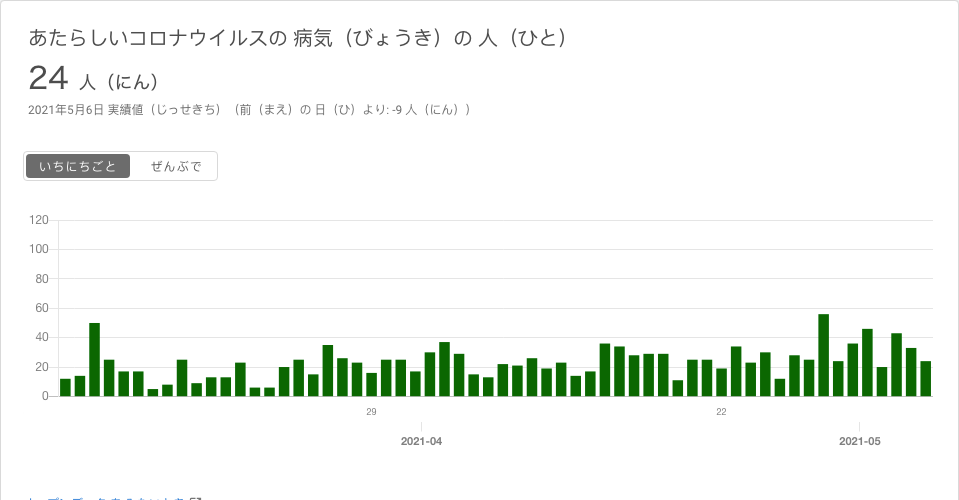 あたらしいコロナウイルスの 病気（びょうき）の 人（ひと）
24 人（にん）
2021年5月6日 実績値（じっせきち）（前（まえ）の 日（ひ）より: -9 人（にん））
いちにちごと ぜんぶで
120
100
80
60
40
20
0
29 22
2021-04 2021-05